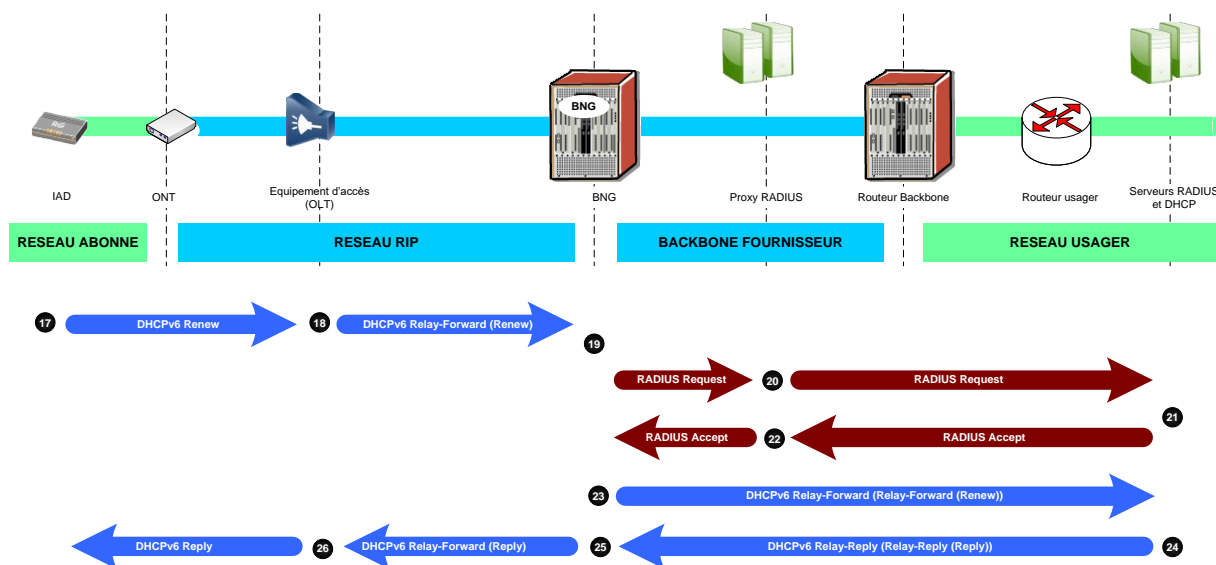 BNG
RG
IAD
ONT
Equipement d'accès
(OLT)
BNG
Proxy RADIUS
Routeur Backbone
Routeur usager
Serveurs RADIUS
et DHCP
RESEAU ABONNE
RESEAU RIP
BACKBONE FOURNISSEUR
RESEAU USAGER
17
DHCPv6 Renew
18
DHCPv6 Relay-Forward (Renew)
19
RADIUS Request
20
RADIUS Request
21
RADIUS Accept
22
RADIUS Accept
23
DHCPv6 Relay-Forward (Relay-Forward (Renew))
DHCPv6 Reply
26
DHCPv6 Relay-Forward (Reply)
25
DHCPv6 Relay-Reply (Relay-Reply (Reply))
24